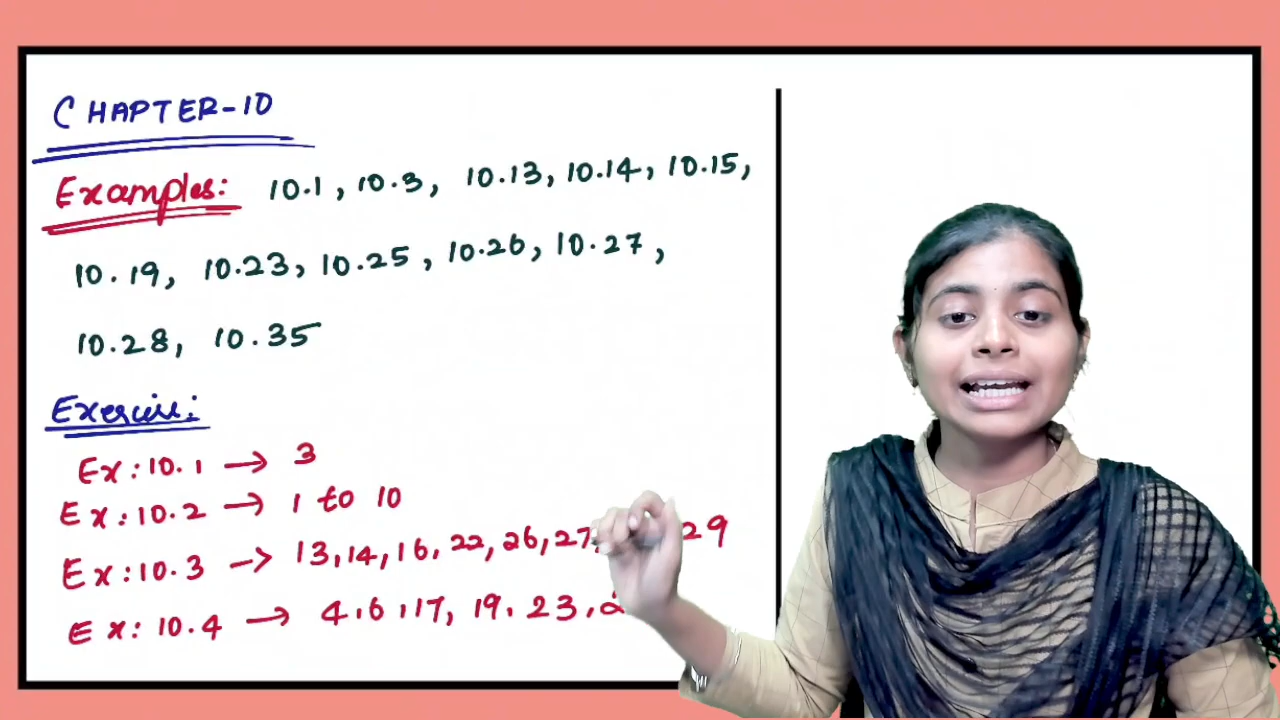 CHAPTER-10
Examples: 10.1, 10.3, 10.13, 10.14, 10.15,
10.19, 10.23, 10.25, 10.26, 10.27,
10.28, 10.35
Exercise:
Ex: 10.1 → 3
Ex: 10.2 → 1 to 10
Ex: 10.3 → 13, 14, 16, 22, 26, 27, 29
Ex: 10.4 → 4, 6, 17, 19, 23,